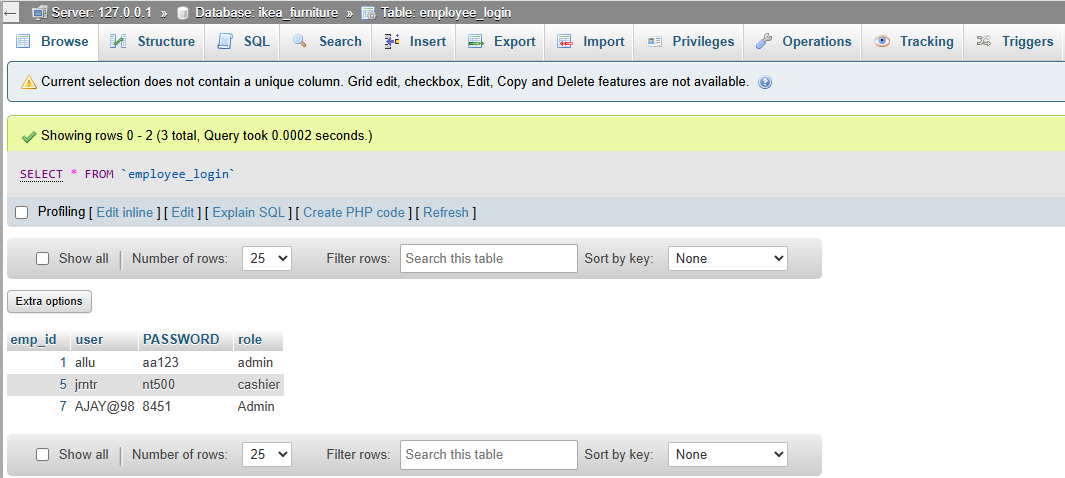 Server: 127.0.0.1 » Database: ikea_furniture » Table: employee_login
Browse Structure SQL Search Insert Export Import Privileges Operations Tracking Triggers
Current selection does not contain a unique column. Grid edit, checkbox, Edit, Copy and Delete features are not available.
Showing rows 0 - 2 (3 total, Query took 0.0002 seconds.)
SELECT * FROM `employee_login`
Profiling [ Edit inline ] [ Edit ] [ Explain SQL ] [ Create PHP code ] [ Refresh ]
Show all Number of rows: 25 Filter rows: Search this table Sort by key: None
Extra options
emp_id user PASSWORD role
1 allu aa123 admin
5 jrntr nt500 cashier
7 AJAY@98 8451 Admin
Show all Number of rows: 25 Filter rows: Search this table Sort by key: None